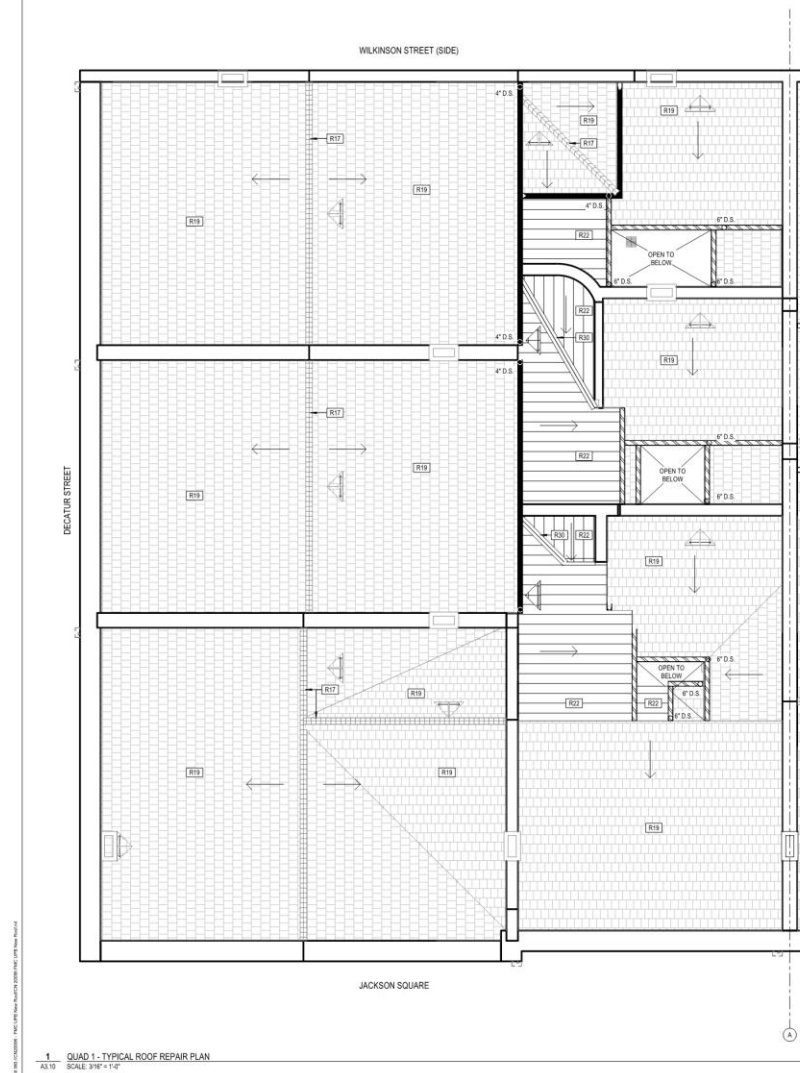 WILKINSON STREET (SIDE)
4" D.S.
R19
R19
R17
R17
R19
R19
4" D.S.
6" D.S.
R22
OPEN TO
BELOW
6" D.S.
6" D.S.
R22
R30
4" D.S.
R19
4" D.S.
R17
6" D.S.
R22
R19
R19
OPEN TO
BELOW
6" D.S.
DECATUR STREET
R30
R22
R19
6" D.S.
OPEN TO
BELOW
R17
R19
6" D.S.
R22
R22
6" D.S.
R19
R19
R19
JACKSON SQUARE
A
1
QUAD 1 - TYPICAL ROOF REPAIR PLAN
A3.10
SCALE: 3/16" = 1'-0"